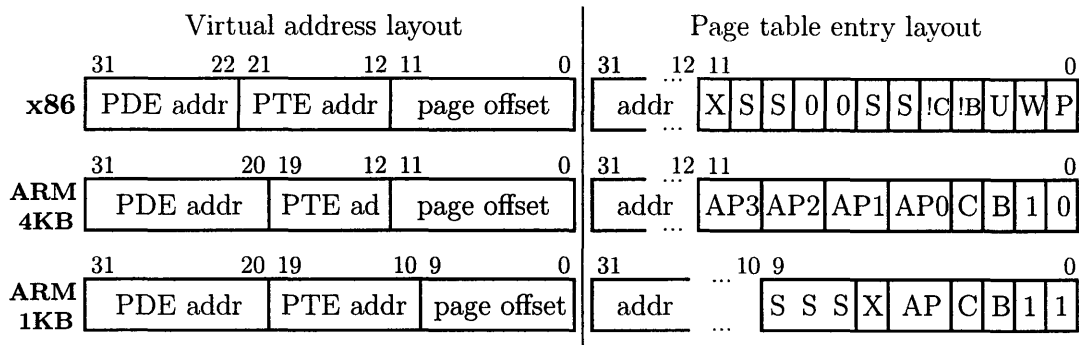 Virtual address layout Page table entry layout
31 22 21 12 11 0 31 ... 12 11 0
x86 PDE addr PTE addr page offset addr ... X S S 0 0 S S !C !B U W P
31 20 19 12 11 0 31 ... 12 11 0
ARM 4KB PDE addr PTE ad page offset addr ... AP3 AP2 AP1 AP0 C B 1 0
31 20 19 10 9 0 31 ... 10 9 0
ARM 1KB PDE addr PTE addr page offset addr ... S S S X AP C B 1 1